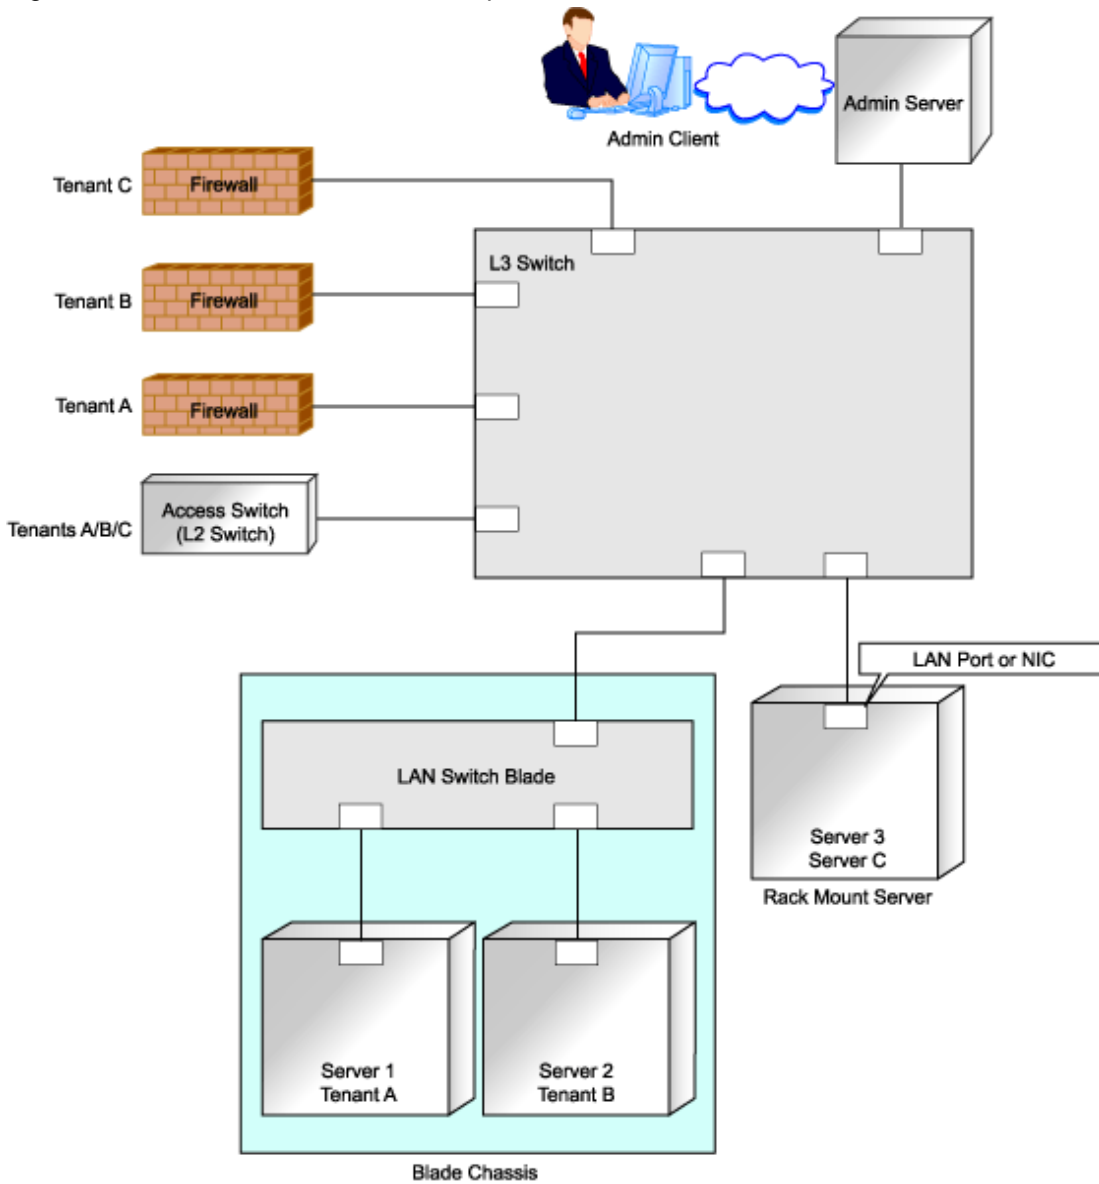 Admin Client
Admin Server
Tenant C
Firewall
L3 Switch
Tenant B
Firewall
Tenant A
Firewall
Tenants A/B/C
Access Switch
(L2 Switch)
LAN Port or NIC
LAN Switch Blade
Server 3
Server C
Rack Mount Server
Server 1
Tenant A
Server 2
Tenant B
Blade Chassis